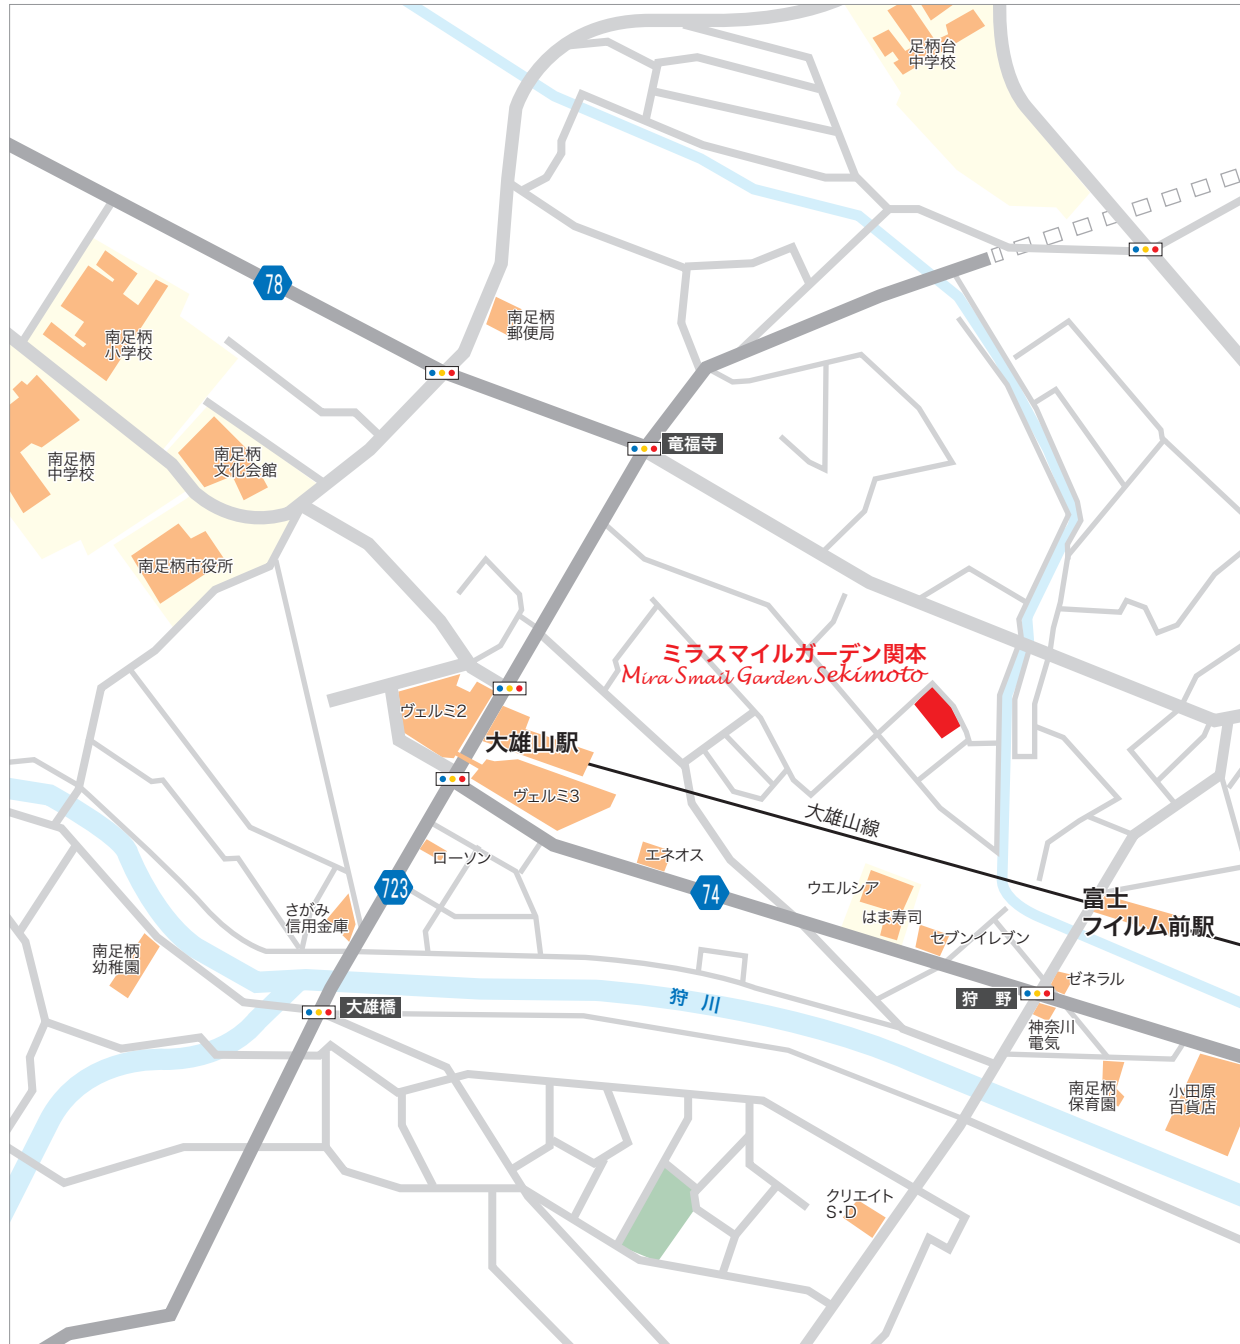 足柄台
中学校
78
南足柄
郵便局
南足柄
小学校
竜福寺
南足柄
中学校
南足柄
文化会館
南足柄市役所
ミラスマイルガーデン関本
Mira Smail Garden Sekimoto
ヴェルミ2
大雄山駅
ヴェルミ3
大雄山線
ローソン
エネオス
723
74
ウエルシア
はま寿司
セブンイレブン
富士
フイルム前駅
さがみ
信用金庫
南足柄
幼稚園
ゼネラル
狩 野
狩 川
大雄橋
神奈川
電気
南足柄
保育園
小田原
百貨店
クリエイト
S・D